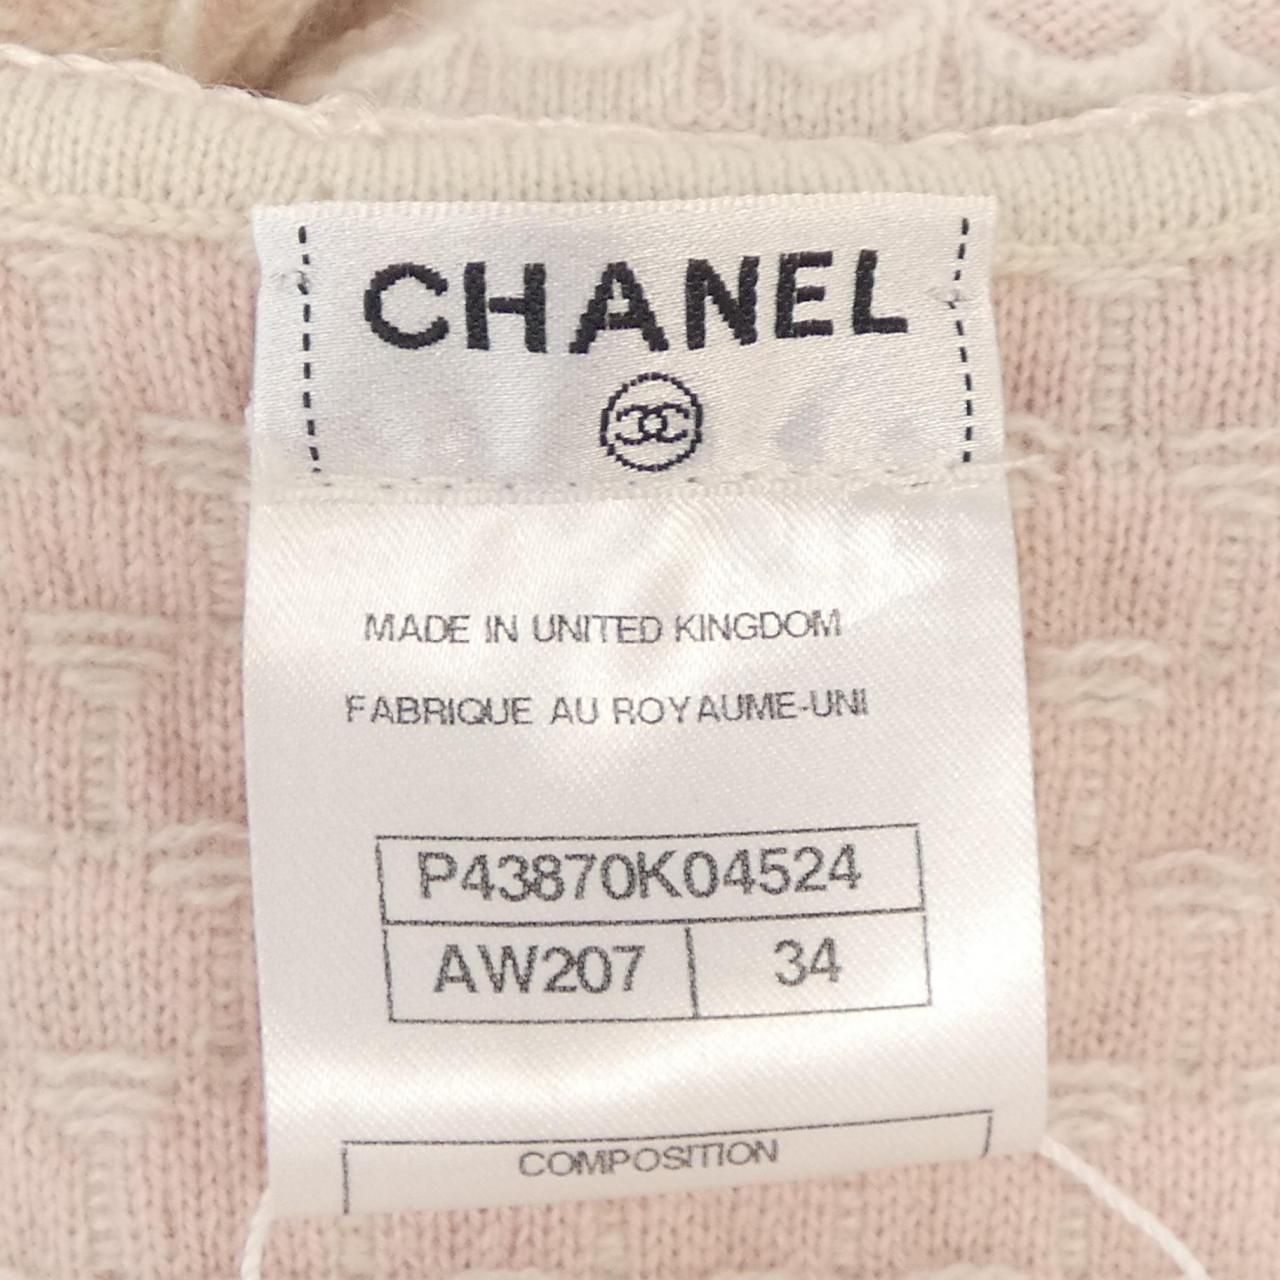 CHANEL
MADE IN UNITED KINGDOM
FABRIQUE AU ROYAUME-UNI
P43870K04524
AW207 34
COMPOSITION